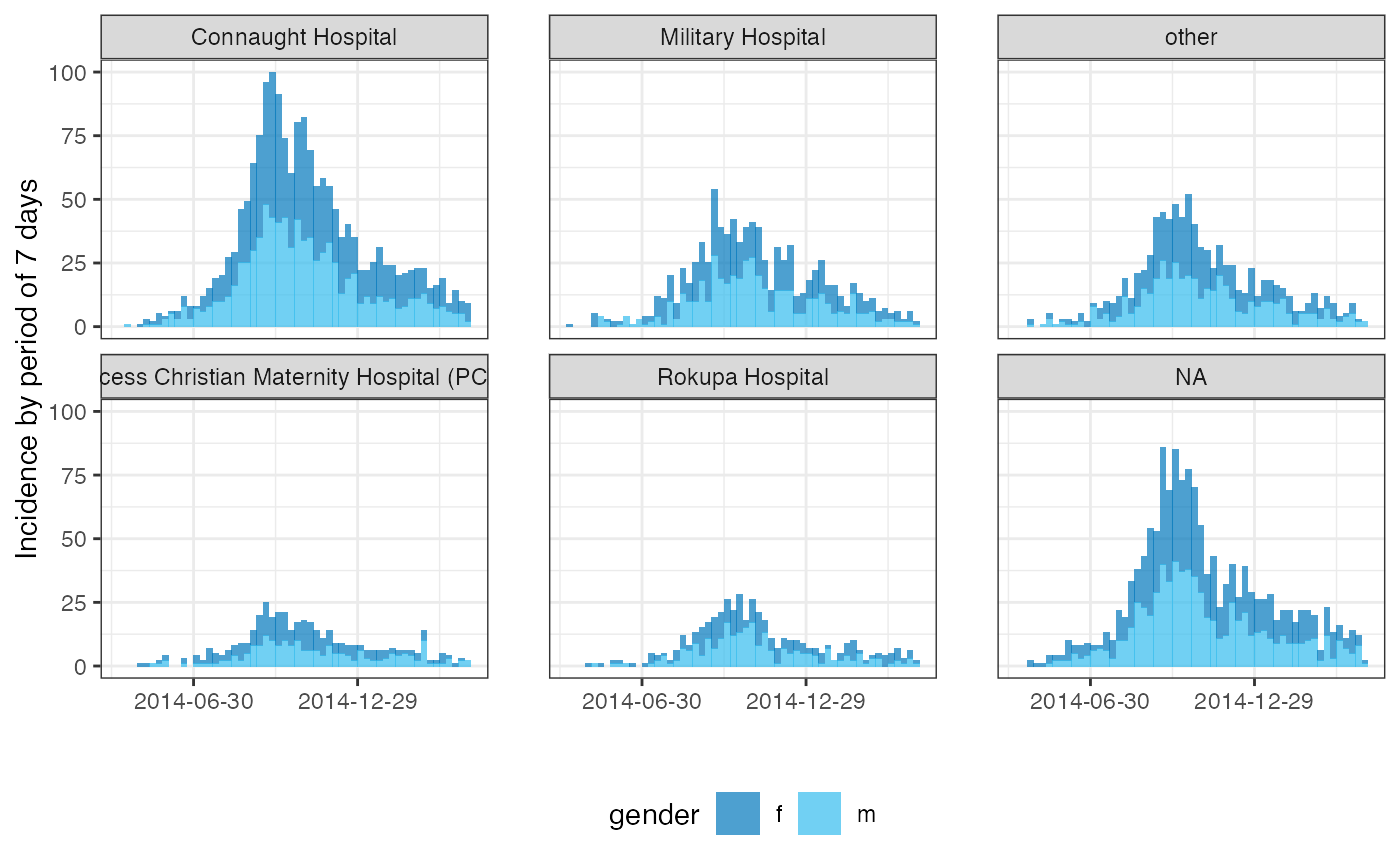 Connaught Hospital
Military Hospital
other
100
75
50
25
0
cess Christian Maternity Hospital (PC
Rokupa Hospital
NA
100
75
50
25
0
2014-06-30
2014-12-29
2014-06-30
2014-12-29
2014-06-30
2014-12-29
Incidence by period of 7 days
gender
f
m